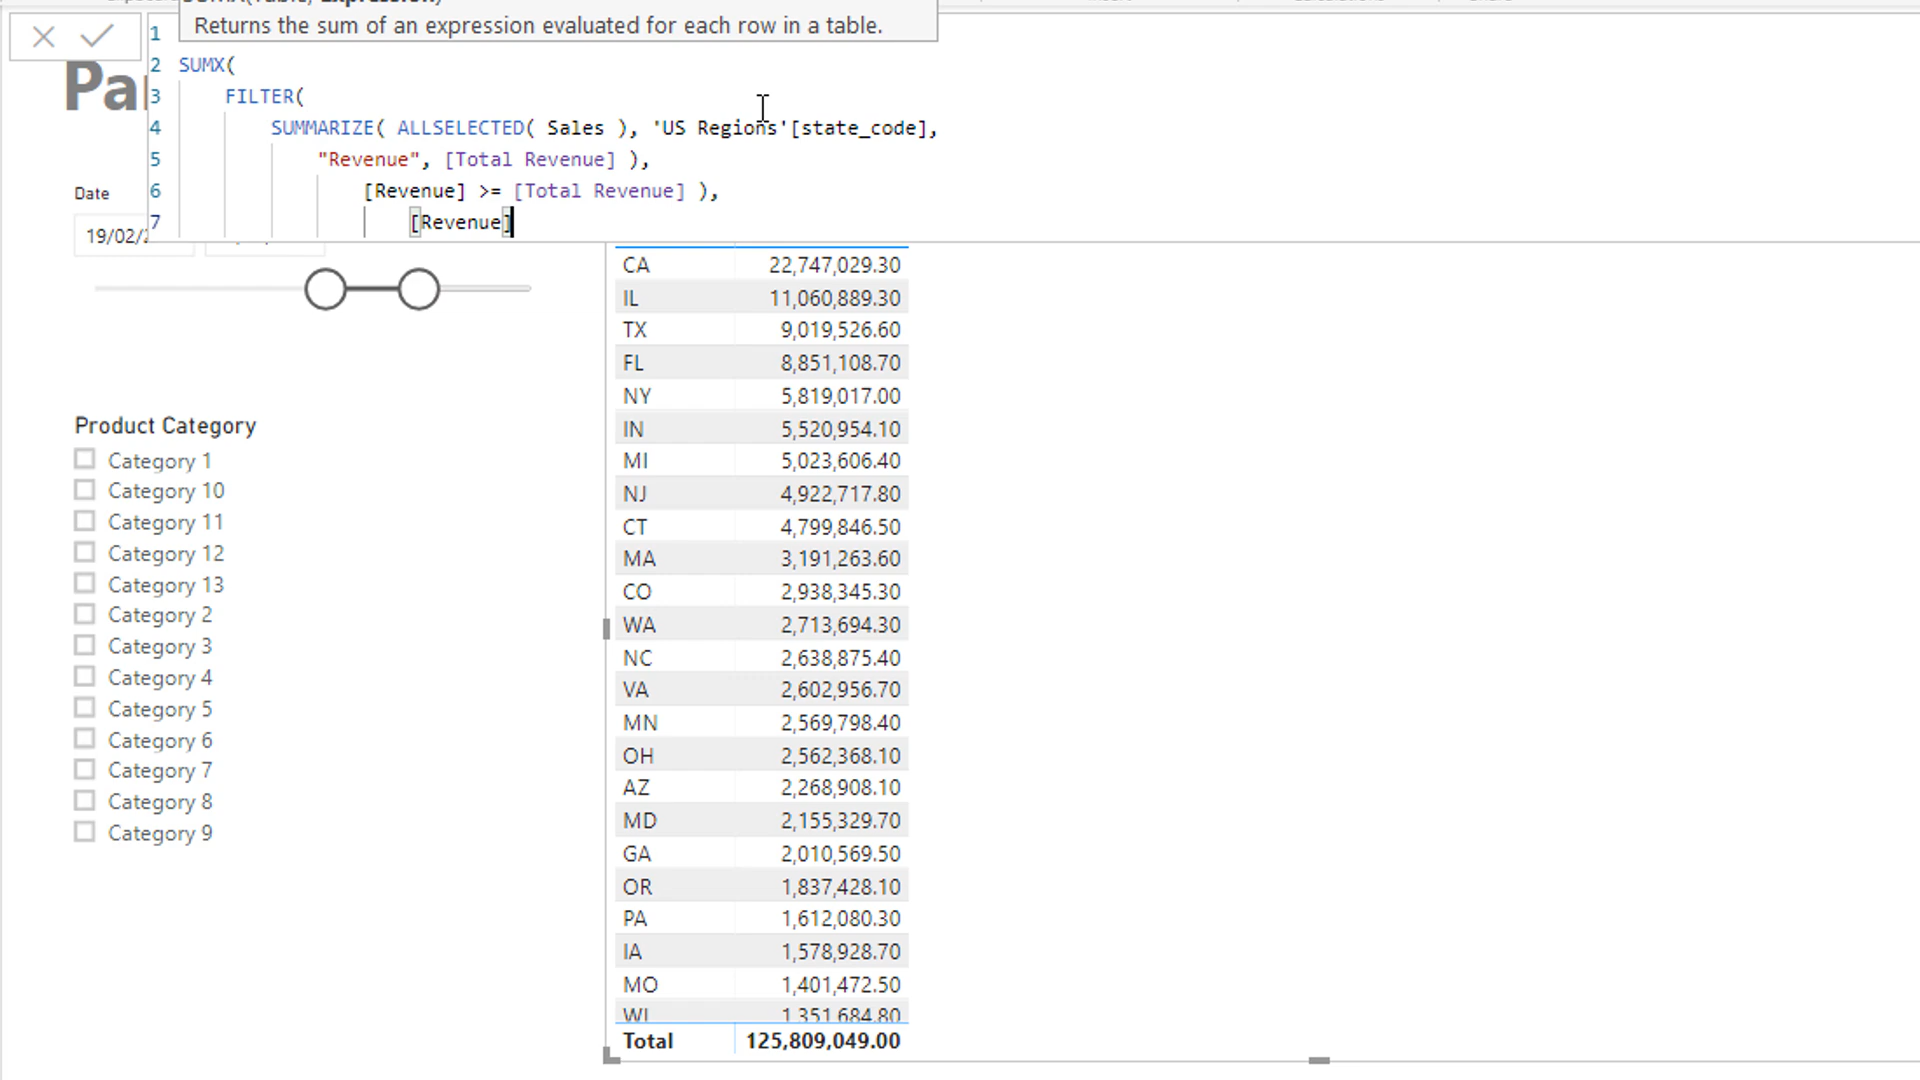 Returns the sum of an expression evaluated for each row in a table.
1
2 SUMX(
3 FILTER(
4 SUMMARIZE( ALLSELECTED( Sales ), 'US Regions'[state_code],
5 "Revenue", [Total Revenue] ),
6 [Revenue] >= [Total Revenue] ),
7 [Revenue]
Date
19/02/
CA 22,747,029.30
IL 11,060,889.30
TX 9,019,526.60
FL 8,851,108.70
NY 5,819,017.00
IN 5,520,954.10
MI 5,023,606.40
NJ 4,922,717.80
CT 4,799,846.50
MA 3,191,263.60
CO 2,938,345.30
WA 2,713,694.30
NC 2,638,875.40
VA 2,602,956.70
MN 2,569,798.40
OH 2,562,368.10
AZ 2,268,908.10
MD 2,155,329.70
GA 2,010,569.50
OR 1,837,428.10
PA 1,612,080.30
IA 1,578,928.70
MO 1,401,472.50
WI 1,351,684.80
Total 125,809,049.00
Product Category
Category 1
Category 10
Category 11
Category 12
Category 13
Category 2
Category 3
Category 4
Category 5
Category 6
Category 7
Category 8
Category 9